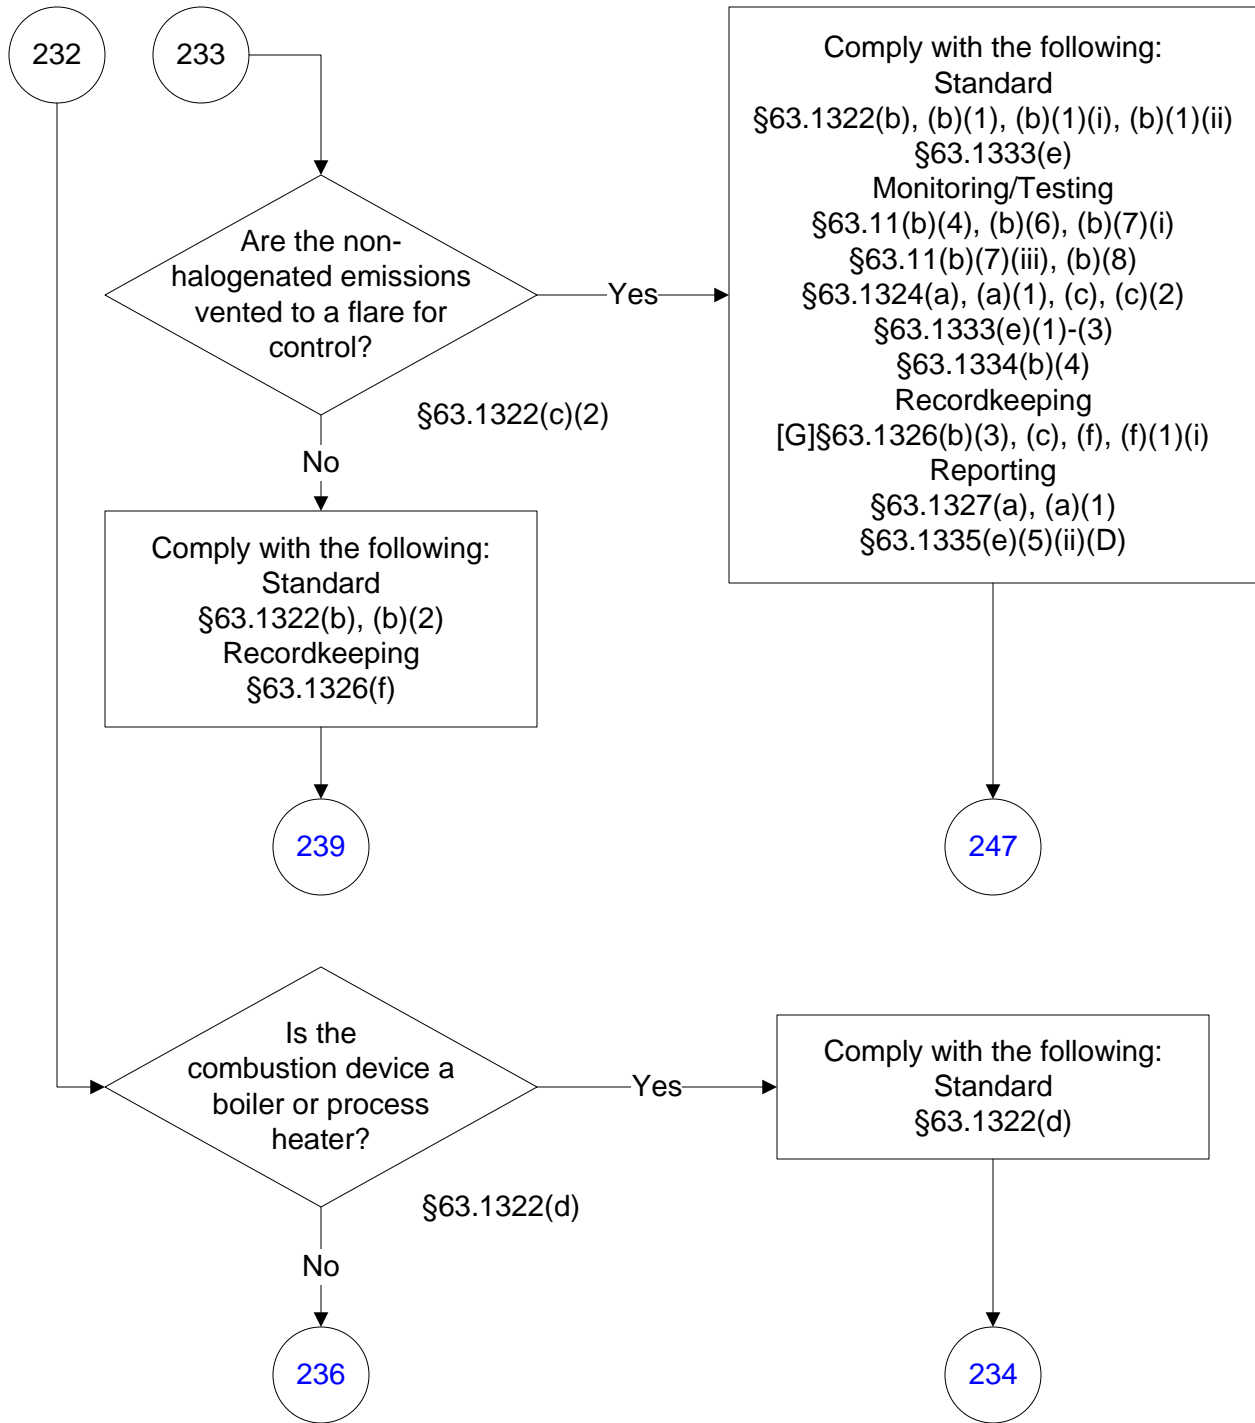 232
233
Are the non-
halogenated emissions
vented to a flare for
control?
§63.1322(c)(2)
Yes
Comply with the following:
Standard
§63.1322(b), (b)(1), (b)(1)(i), (b)(1)(ii)
§63.1333(e)
Monitoring/Testing
§63.11(b)(4), (b)(6), (b)(7)(i)
§63.11(b)(7)(iii), (b)(8)
§63.1324(a), (a)(1), (c), (c)(2)
§63.1333(e)(1)-(3)
§63.1334(b)(4)
Recordkeeping
[G]§63.1326(b)(3), (c), (f), (f)(1)(i)
Reporting
§63.1327(a), (a)(1)
§63.1335(e)(5)(ii)(D)
No
Comply with the following:
Standard
§63.1322(b), (b)(2)
Recordkeeping
§63.1326(f)
239
247
Is the
combustion device a
boiler or process
heater?
§63.1322(d)
Yes
Comply with the following:
Standard
§63.1322(d)
No
236
234